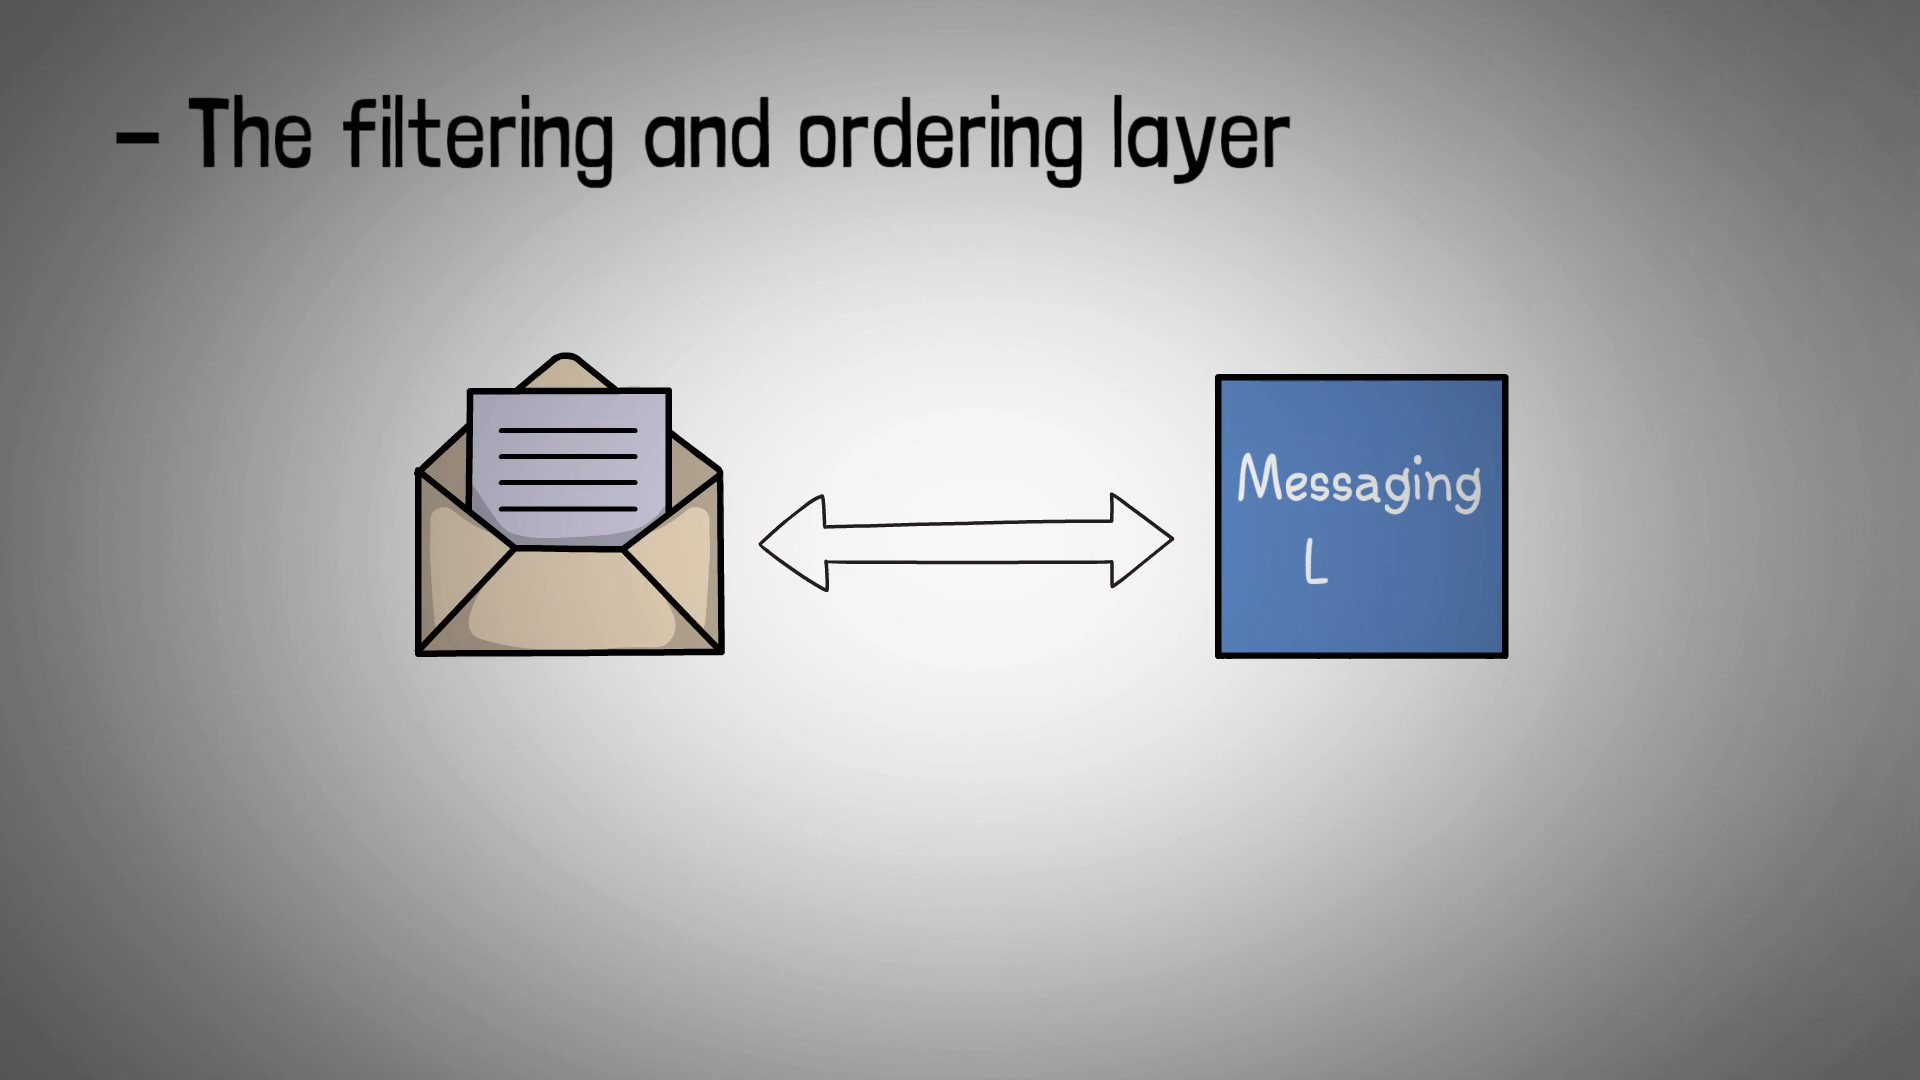 - The filtering and ordering layer
Messaging
L